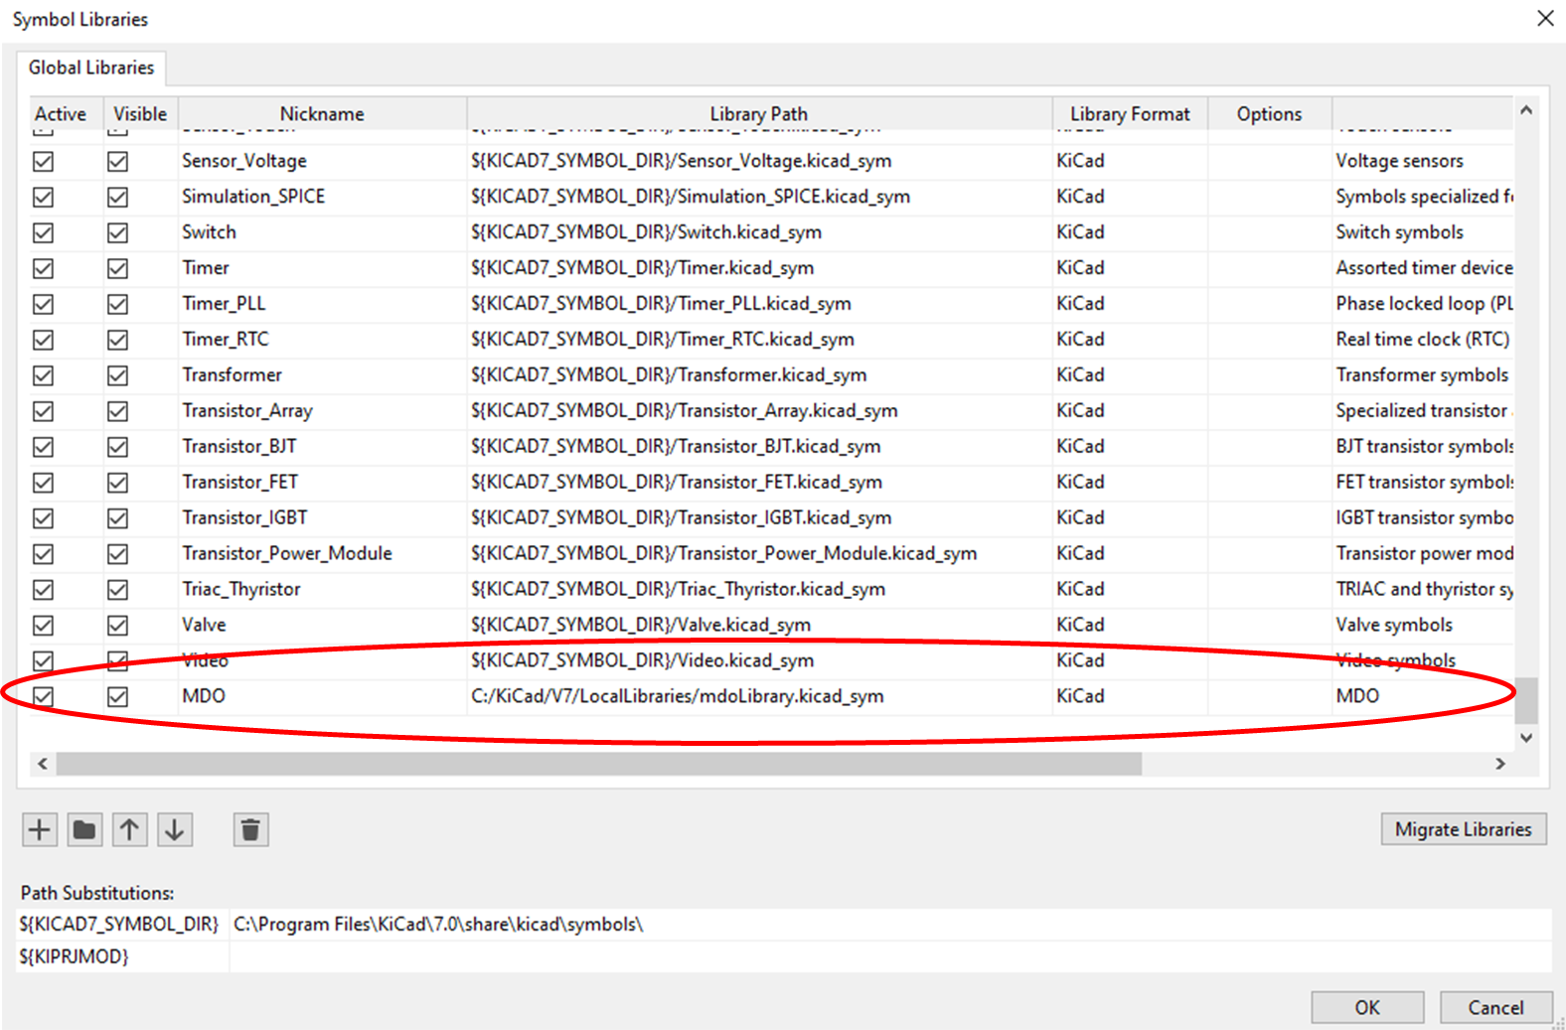 Symbol Libraries
Global Libraries
Active Visible Nickname Library Path Library Format Options
Sensor_Voltage ${KICAD7_SYMBOL_DIR}/Sensor_Voltage.kicad_sym KiCad Voltage sensors
Simulation_SPICE ${KICAD7_SYMBOL_DIR}/Simulation_SPICE.kicad_sym KiCad Symbols specialized f
Switch ${KICAD7_SYMBOL_DIR}/Switch.kicad_sym KiCad Switch symbols
Timer ${KICAD7_SYMBOL_DIR}/Timer.kicad_sym KiCad Assorted timer device
Timer_PLL ${KICAD7_SYMBOL_DIR}/Timer_PLL.kicad_sym KiCad Phase locked loop (PL
Timer_RTC ${KICAD7_SYMBOL_DIR}/Timer_RTC.kicad_sym KiCad Real time clock (RTC)
Transformer ${KICAD7_SYMBOL_DIR}/Transformer.kicad_sym KiCad Transformer symbols
Transistor_Array ${KICAD7_SYMBOL_DIR}/Transistor_Array.kicad_sym KiCad Specialized transistor
Transistor_BJT ${KICAD7_SYMBOL_DIR}/Transistor_BJT.kicad_sym KiCad BJT transistor symbols
Transistor_FET ${KICAD7_SYMBOL_DIR}/Transistor_FET.kicad_sym KiCad FET transistor symbols
Transistor_IGBT ${KICAD7_SYMBOL_DIR}/Transistor_IGBT.kicad_sym KiCad IGBT transistor symbo
Transistor_Power_Module ${KICAD7_SYMBOL_DIR}/Transistor_Power_Module.kicad_sym KiCad Transistor power mod
Triac_Thyristor ${KICAD7_SYMBOL_DIR}/Triac_Thyristor.kicad_sym KiCad TRIAC and thyristor sy
Valve ${KICAD7_SYMBOL_DIR}/Valve.kicad_sym KiCad Valve symbols
Video ${KICAD7_SYMBOL_DIR}/Video.kicad_sym KiCad Video symbols
MDO C:/KiCad/V7/LocalLibraries/mdoLibrary.kicad_sym KiCad MDO
Migrate Libraries
Path Substitutions:
${KICAD7_SYMBOL_DIR} C:\Program Files\KiCad\7.0\share\kicad\symbols\
${KIPRJMOD}
OK Cancel